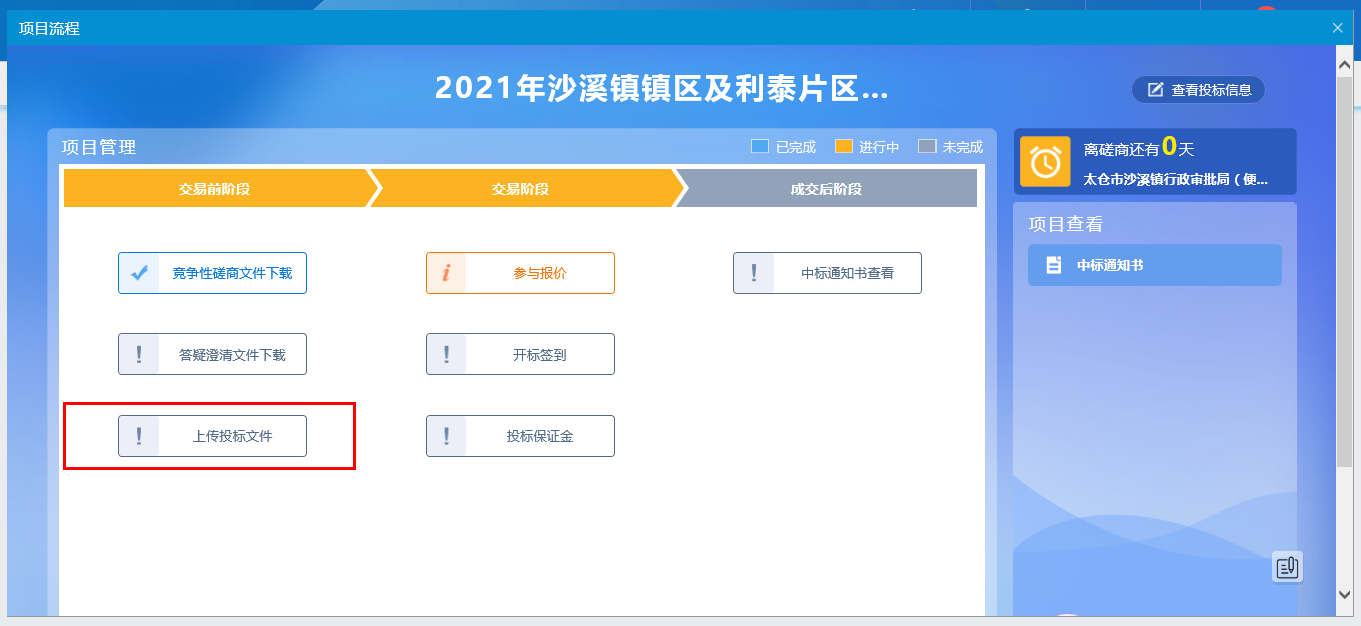 项目流程
2021年沙溪镇镇区及利泰片区...
查看投标信息
项目管理
已完成 进行中 未完成
交易前阶段 交易阶段 成交后阶段
竞争性磋商文件下载 参与报价 中标通知书查看
答疑澄清文件下载 开标签到
上传投标文件 投标保证金
离磋商还有0天
太仓市沙溪镇行政审批局（便...
项目查看
中标通知书